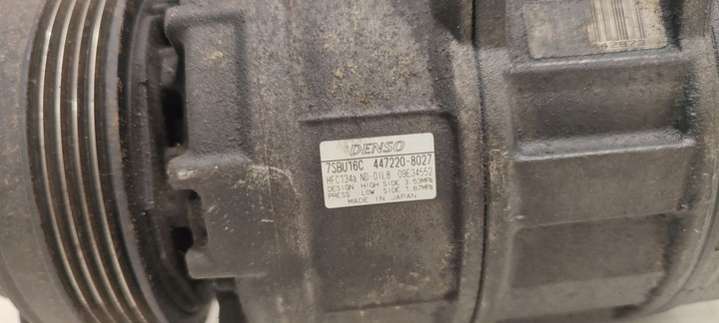 DENSO
7SBU16C 447220-8027
HFC134a ND-OIL8 09E34552
DESIGN HIGH SIDE 3.53MPa
PRESS LOW SIDE 1.67MPa
MADE IN JAPAN